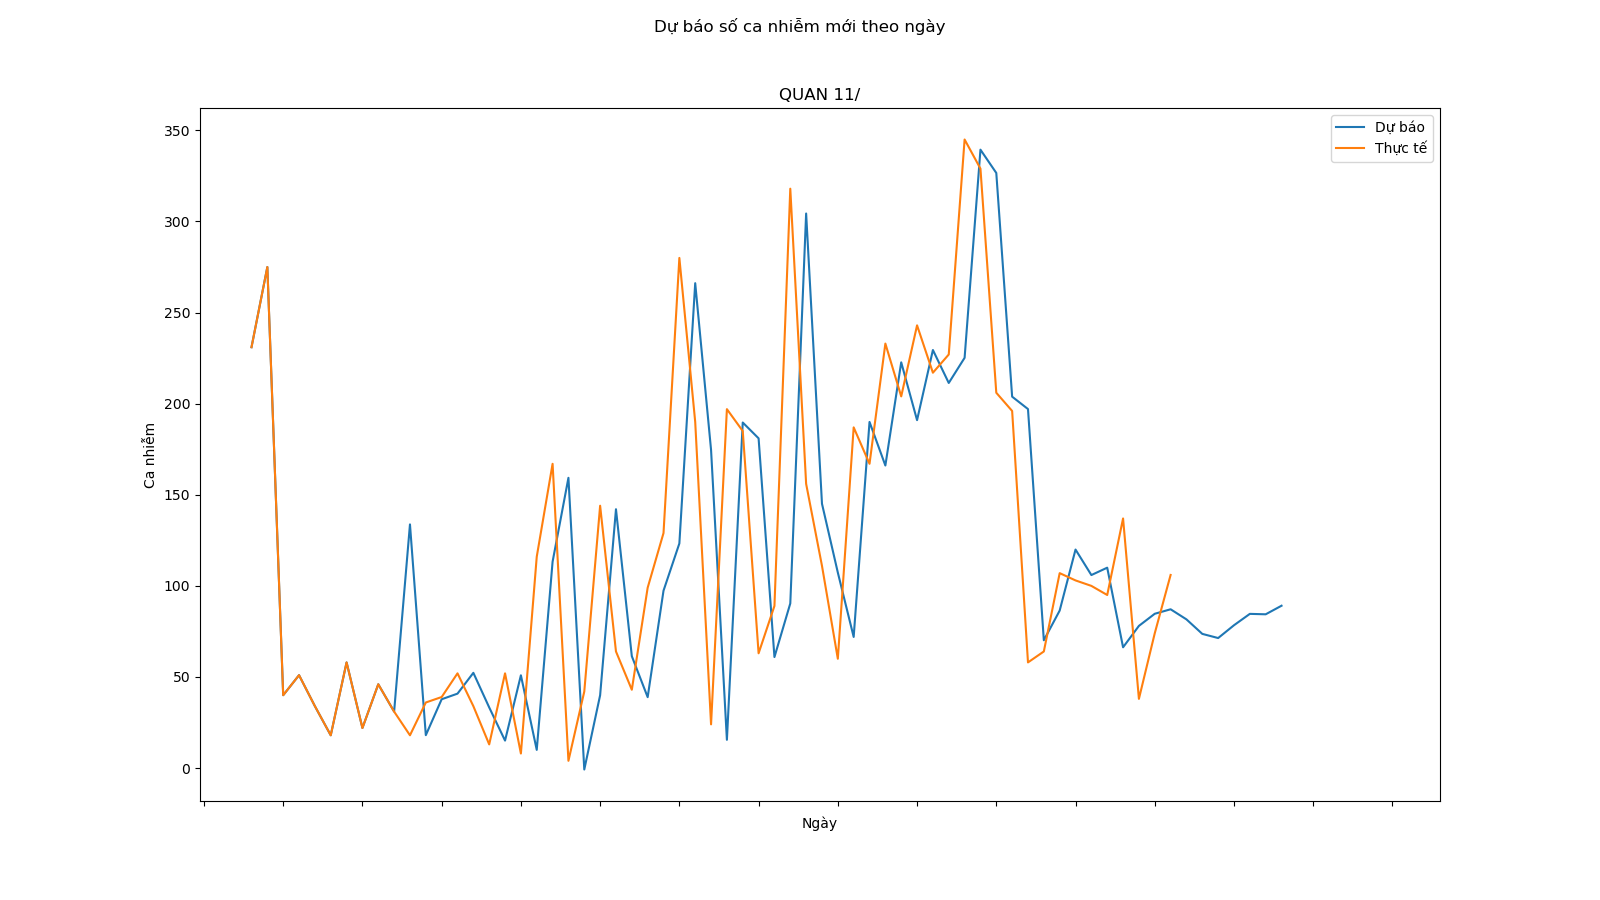 Dự báo số ca nhiễm mới theo ngày
QUAN 11/
Dự báo
Thực tế
350
300
250
200
150
100
50
0
Ca nhiễm
Ngày